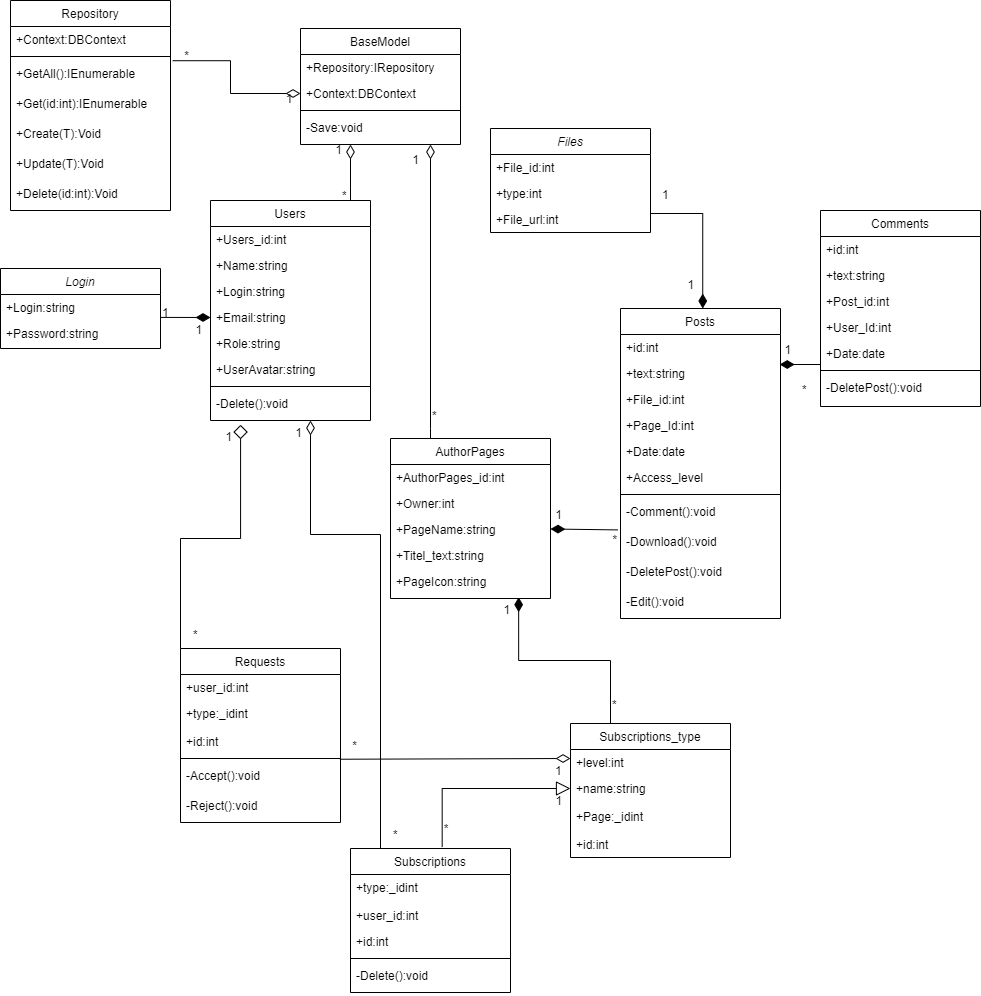 Repository
+Context:DBContext
+GetAll():IEnumerable
+Get(id:int):IEnumerable
+Create(T):Void
+Update(T):Void
+Delete(id:int):Void
*
1
BaseModel
+Repository:IRepository
+Context:DBContext
-Save:void
1
*
1
*
Files
+File_id:int
+type:int
+File_url:int
1
1
Comments
+id:int
+text:string
+Post_id:int
+User_Id:int
+Date:date
-DeletePost():void
1
*
Users
+Users_id:int
+Name:string
+Login:string
+Email:string
+Role:string
+UserAvatar:string
-Delete():void
Login
+Login:string
+Password:string
1
1
Posts
+id:int
+text:string
+File_id:int
+Page_Id:int
+Date:date
+Access_level
-Comment():void
-Download():void
-DeletePost():void
-Edit():void
1
1
AuthorPages
+AuthorPages_id:int
+Owner:int
+PageName:string
+Titel_text:string
+PageIcon:string
1
*
1
*
*
Requests
+user_id:int
+type:_idint
+id:int
-Accept():void
-Reject():void
*
1
Subscriptions_type
+level:int
+name:string
+Page:_idint
+id:int
1
*
*
Subscriptions
+type:_idint
+user_id:int
+id:int
-Delete():void